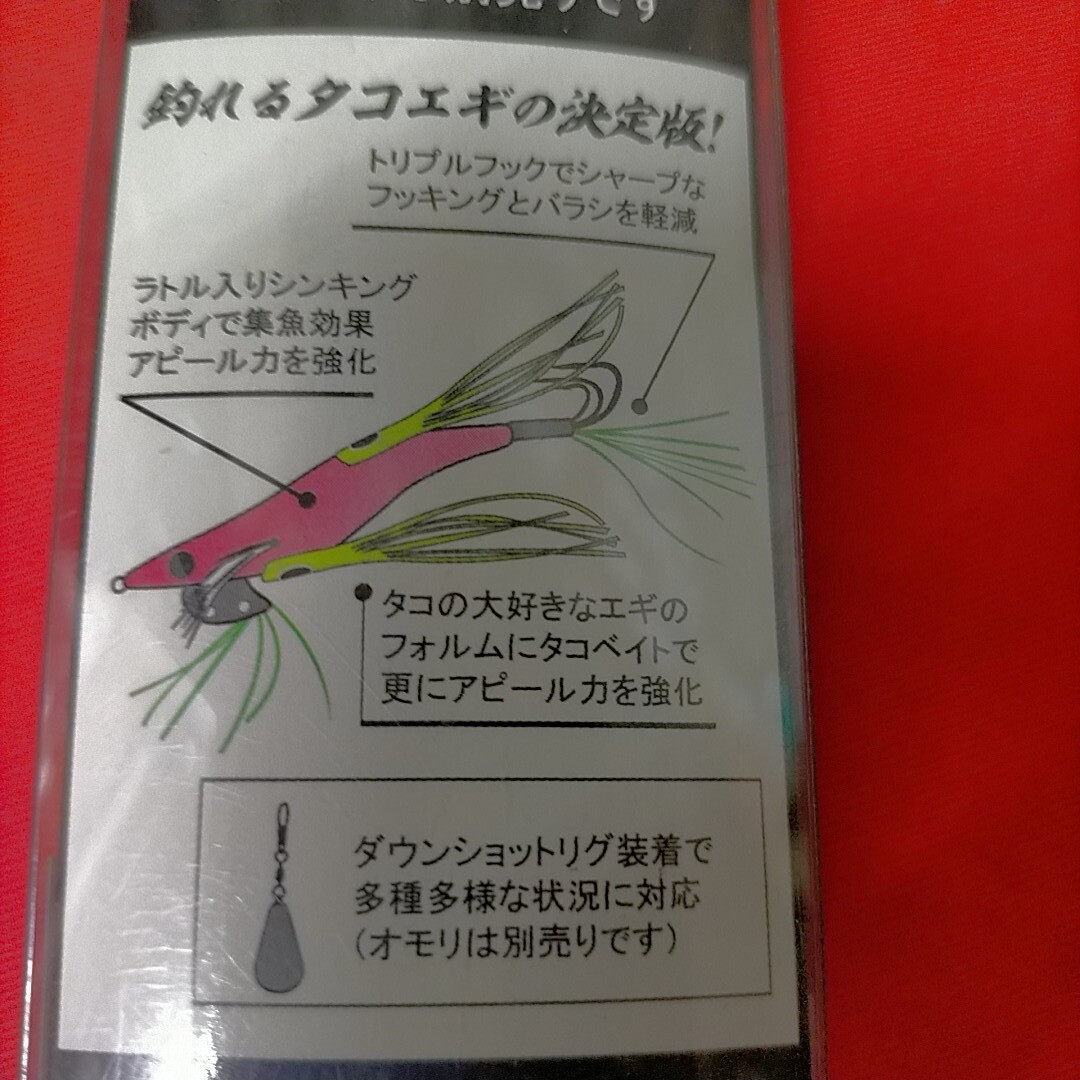 売りです
釣れるタコエギの決定版!
トリプルフックでシャープな
フッキングとバラシを軽減
ラトル入りシンキング
ボディで集魚効果
アピール力を強化
タコの大好きなエギの
フォルムにタコベイトで
更にアピール力を強化
ダウンショットリグ装着で
多種多様な状況に対応
(オモリは別売りです)